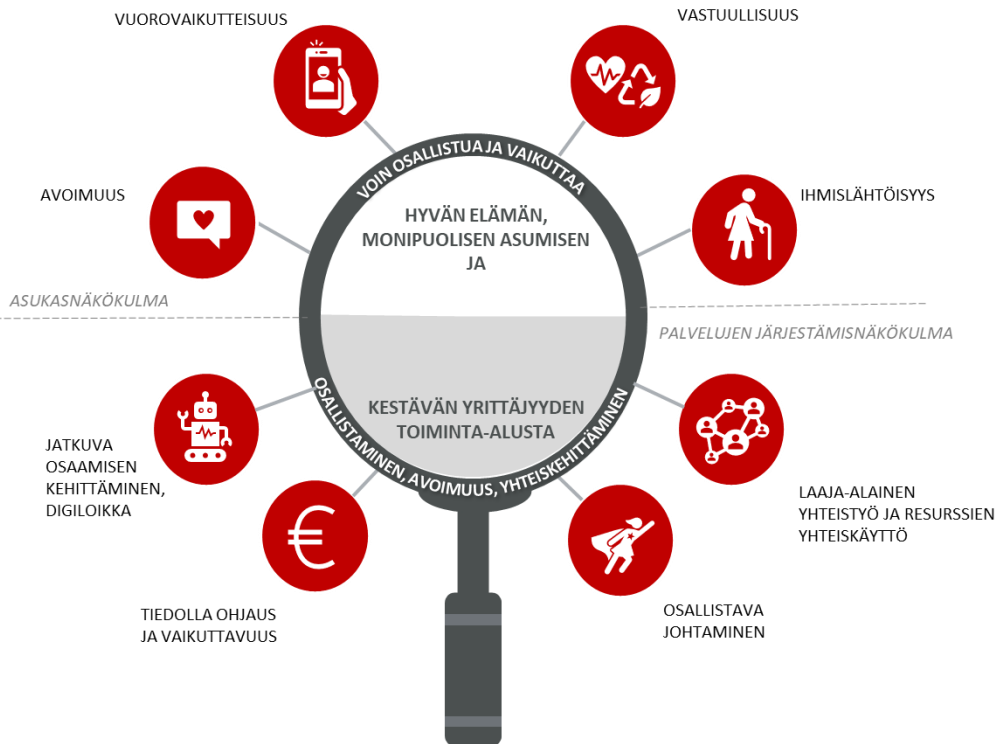 VUOROVAIKUTTEISUUS
VASTUULLISUUS
AVOIMUUS
IHMISLÄHTÖISYYS
VOIN OSALLISTUA JA VAIKUTTAA
HYVÄN ELÄMÄN,
MONIPUOLISEN ASUMISEN
JA
ASUKASNÄKÖKULMA
PALVELUJEN JÄRJESTÄMISNÄKÖKULMA
KESTÄVÄN YRITTÄJYYDEN
TOIMINTA-ALUSTA
OSALLISTAMINEN, AVOIMUUS, YHTEISKEHITTÄMINEN
JATKUVA
OSAAMISEN
KEHITTÄMINEN,
DIGILOIKKA
LAAJA-ALAINEN
YHTEISTYÖ JA RESURSSIEN
YHTEISKÄYTTÖ
TIEDOLLA OHJAUS
JA VAIKUTTAVUUS
OSALLISTAVA
JOHTAMINEN